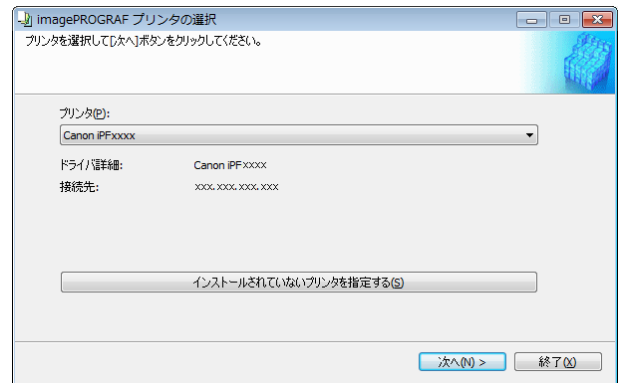 imagePROGRAF プリンタの選択
プリンタを選択して[次へ]ボタンをクリックしてください。
プリンタ(P):
Canon iPFxxxx
ドライバ詳細: Canon iPFxxxx
接続先: xxx.xxx.xxx.xxx
インストールされていないプリンタを指定する(S)
次へ(N) > 終了(X)